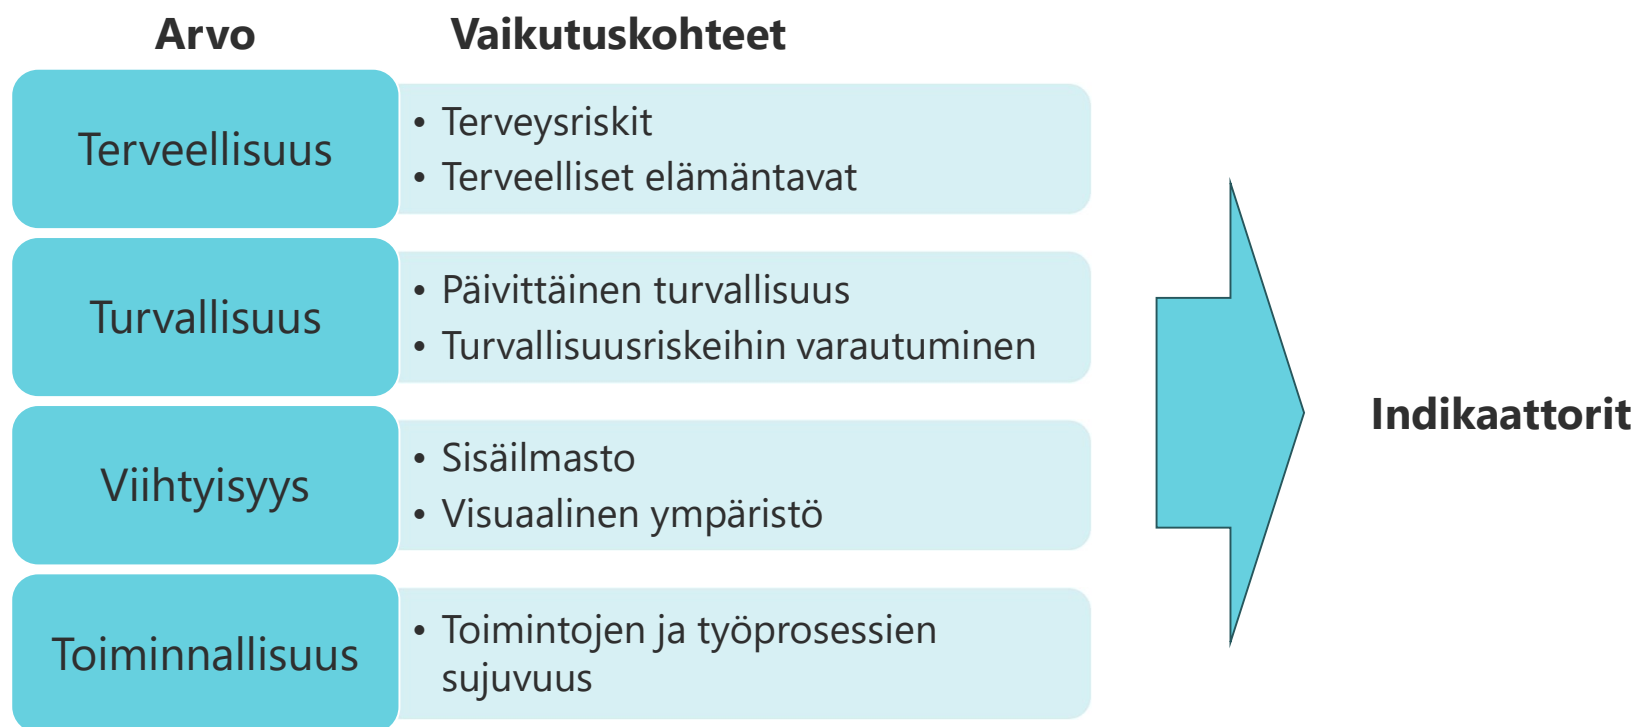 Arvo Vaikutuskohteet
Terveellisuus
• Terveysriskit
• Terveelliset elämäntavat
Turvallisuus
• Päivittäinen turvallisuus
• Turvallisuusriskeihin varautuminen
Viihtyisyys
• Sisäilmasto
• Visuaalinen ympäristö
Toiminnallisuus
• Toimintojen ja työprosessien
sujuvuus
Indikaattorit